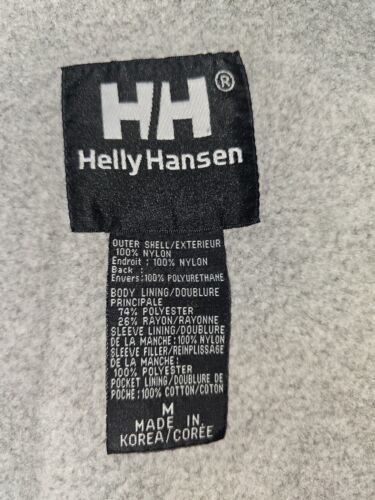 HH®
Helly Hansen
OUTER SHELL/EXTERIEUR
100% NYLON
Endroit : 100% NYLON
Back :
Envers: 100% POLYURETHANE
BODY LINING/DOUBLURE
PRINCIPALE
74% POLYESTER
26% RAYON/RAYONNE
SLEEVE LINING/DOUBLURE
DE LA MANCHE: 100% NYLON
SLEEVE FILLER/REINPLISSAGE
DE LA MANCHE:
100% POLYESTER
POCKET LINING/DOUBLURE DE
POCHE: 100% COTTON/COTON
M
MADE IN
KOREA/CORÉE